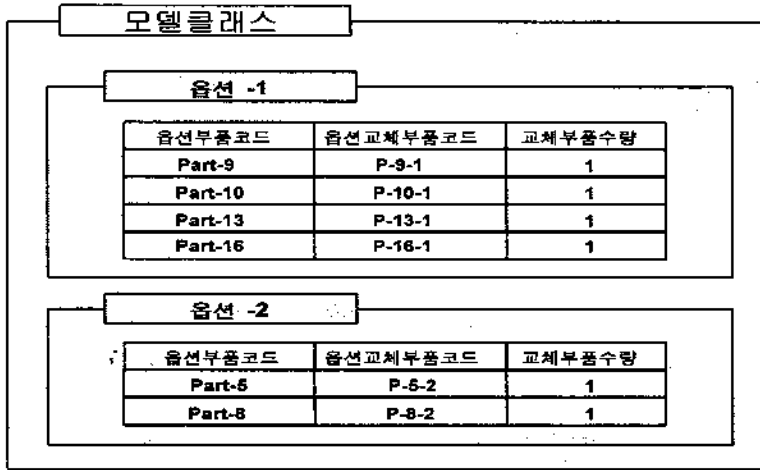 모델클래스
옵션 -1
옵션부품코드 옵션교체부품코드 교체부품수량
Part-9 P-9-1 1
Part-10 P-10-1 1
Part-13 P-13-1 1
Part-16 P-16-1 1
옵션 -2
옵션부품코드 옵션교체부품코드 교체부품수량
Part-5 P-5-2 1
Part-8 P-8-2 1